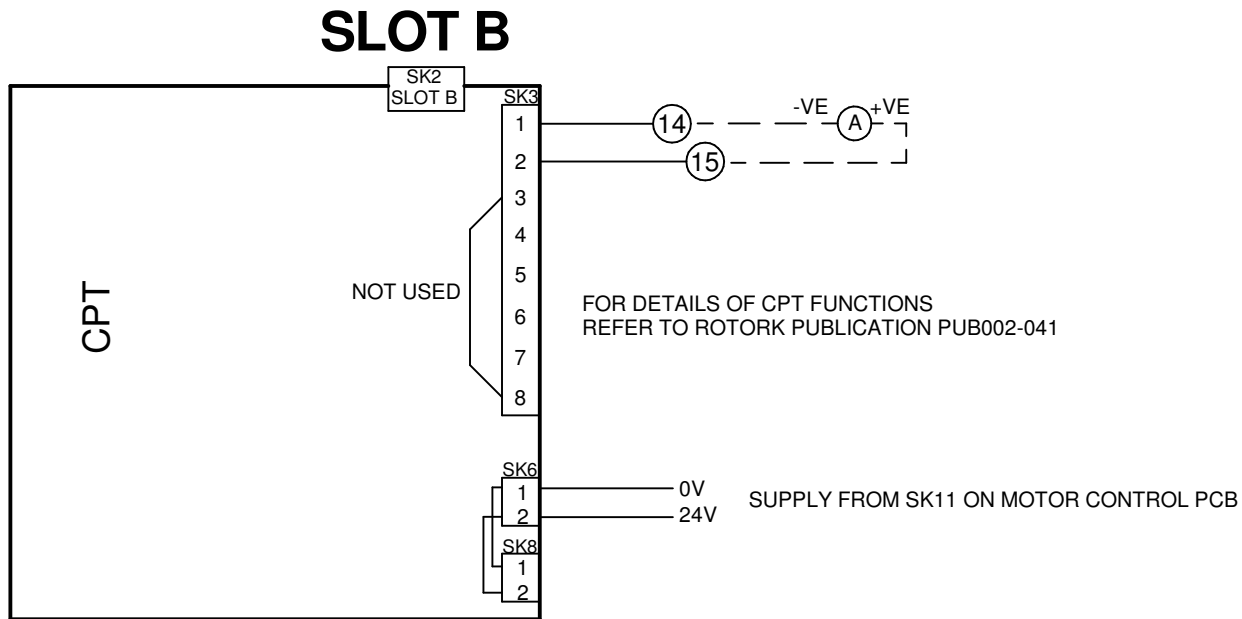 SLOT B
SK2
SLOT B
SK3
1
2
3
4
5
6
7
8
14
15
-VE
A
+VE
CPT
NOT USED
FOR DETAILS OF CPT FUNCTIONS
REFER TO ROTORK PUBLICATION PUB002-041
SK6
1
2
0V
24V
SUPPLY FROM SK11 ON MOTOR CONTROL PCB
SK8
1
2